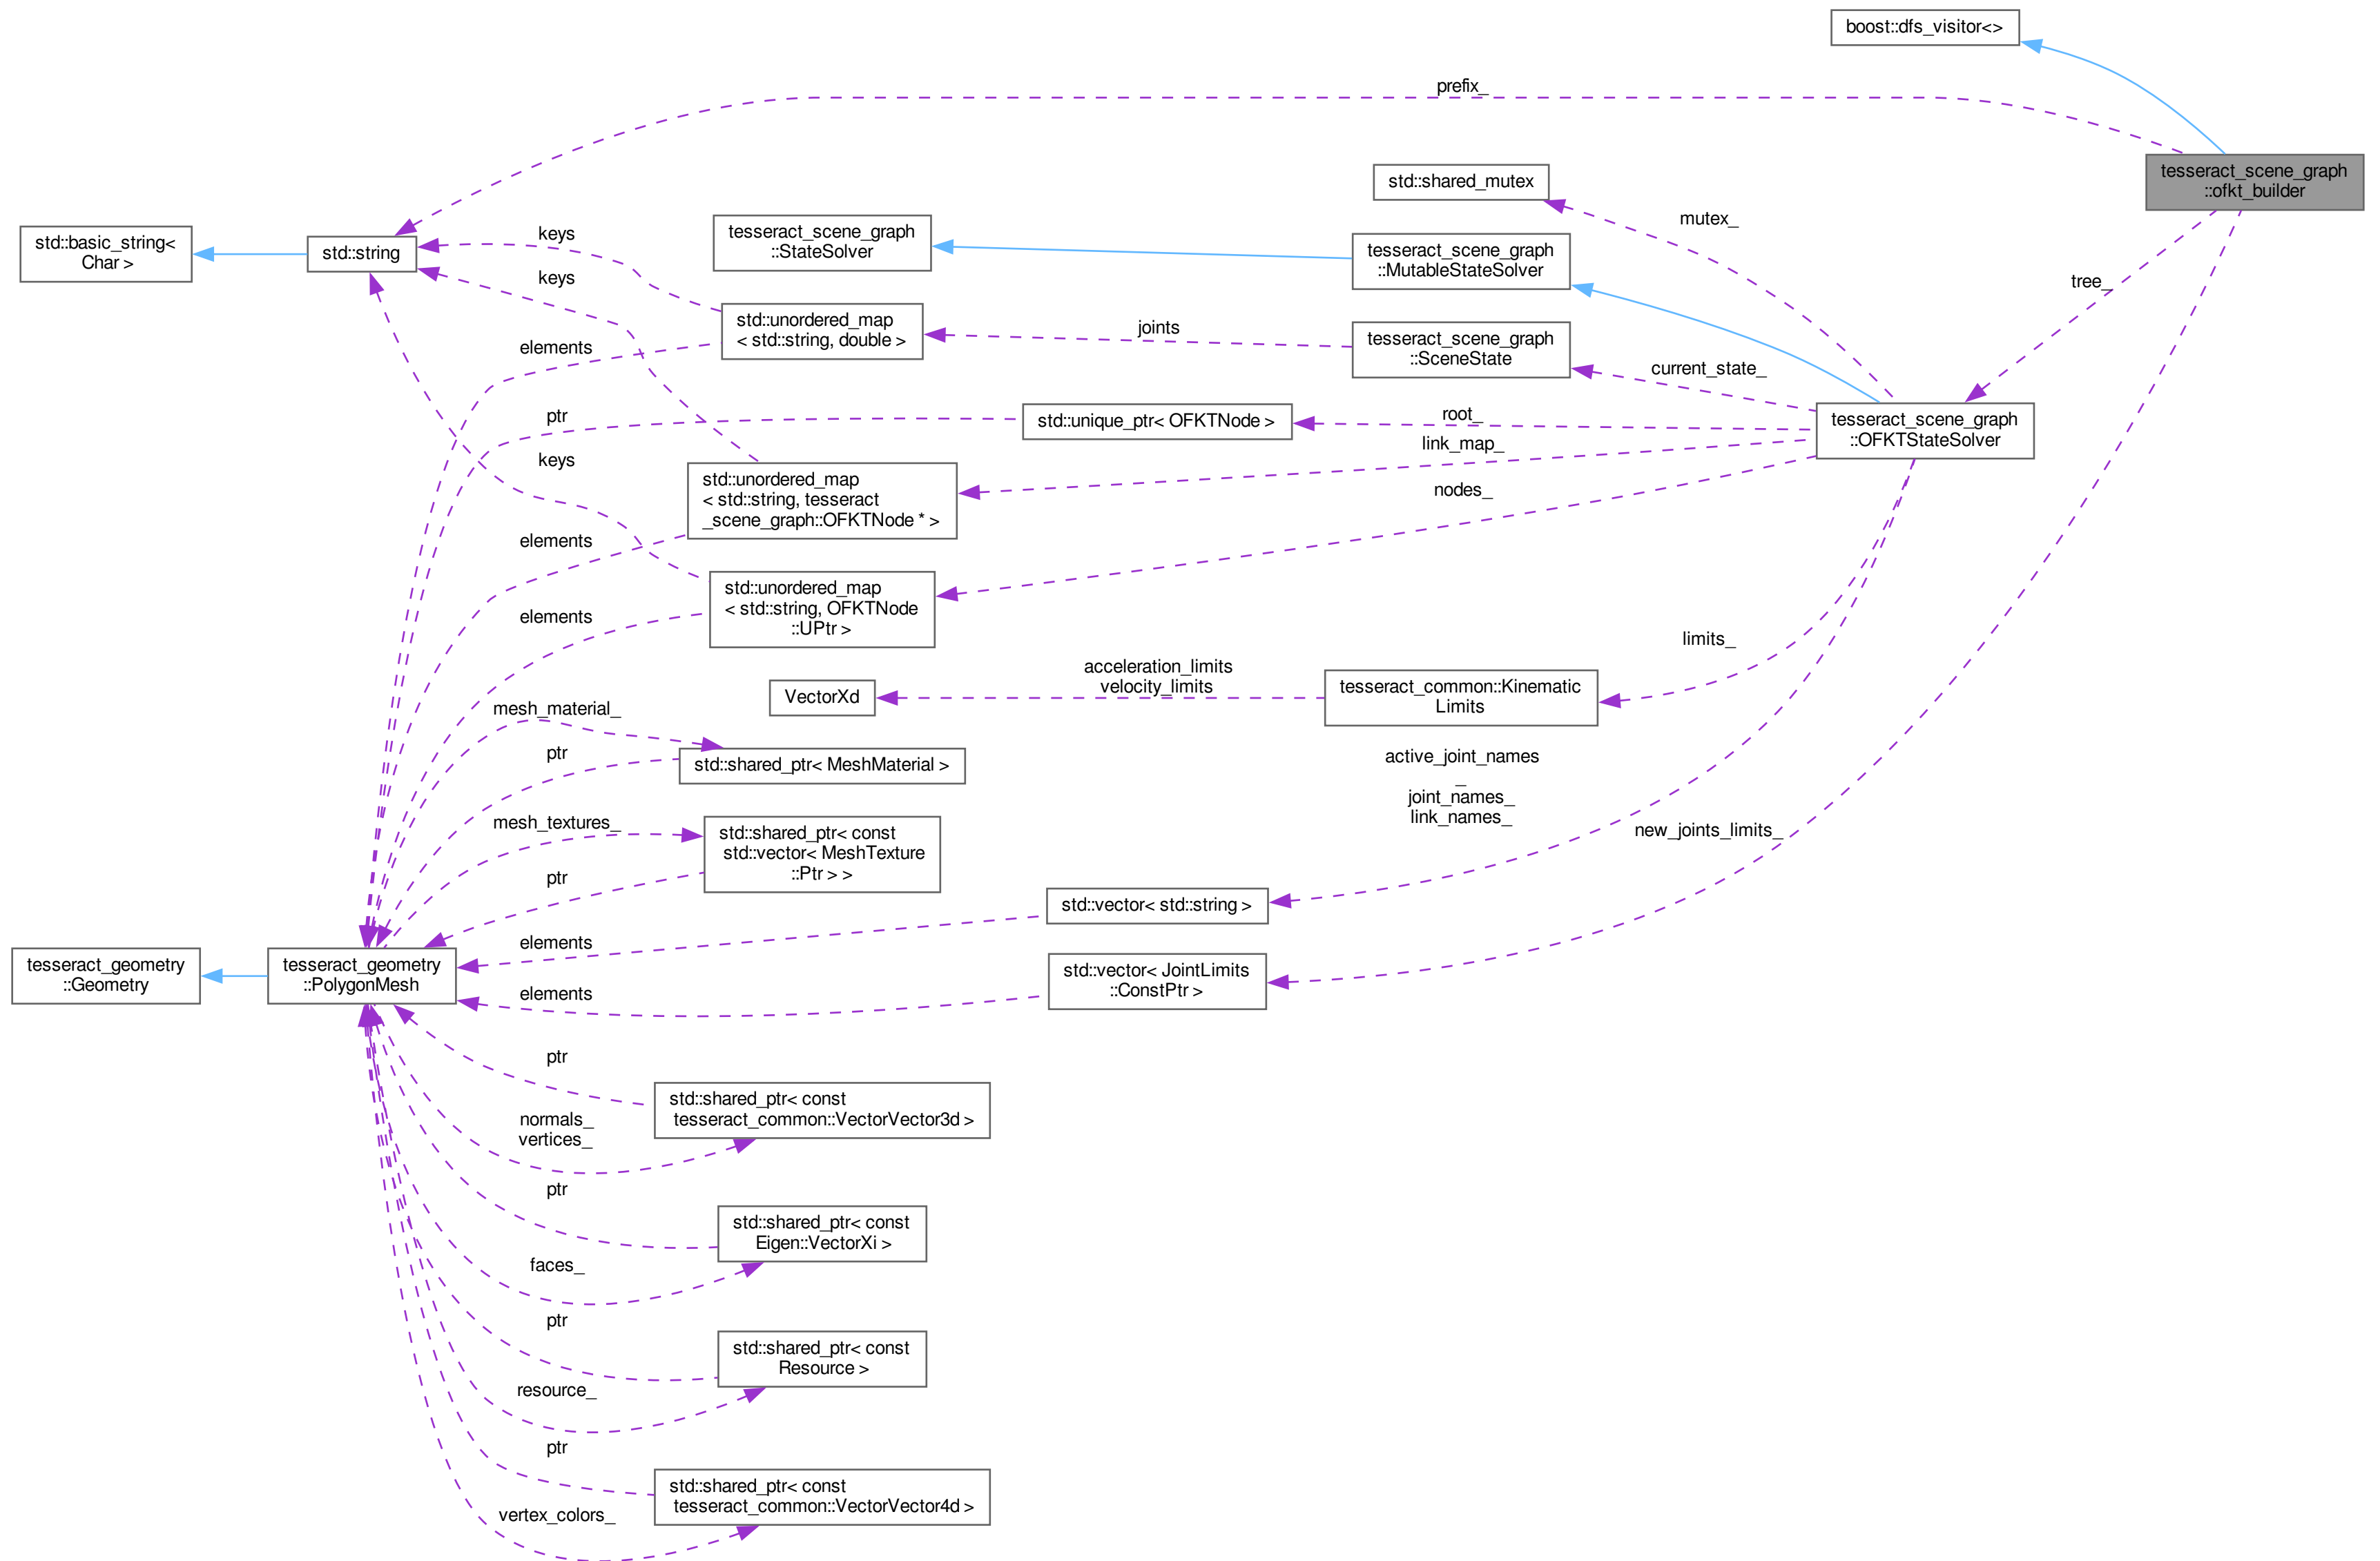 boost::dfs_visitor<>
prefix_
tesseract_scene_graph
::ofkt_builder
std::shared_mutex
mutex_
std::basic_string<
Char >
std::string
keys
tesseract_scene_graph
::StateSolver
tesseract_scene_graph
::MutableStateSolver
keys
tree_
std::unordered_map
< std::string, double >
joints
tesseract_scene_graph
::SceneState
elements
current_state_
ptr
std::unique_ptr< OFKTNode >
root_
tesseract_scene_graph
::OFKTStateSolver
link_map_
keys
std::unordered_map
< std::string, tesseract
_scene_graph::OFKTNode * >
nodes_
elements
std::unordered_map
< std::string, OFKTNode
::UPtr >
elements
limits_
acceleration_limits
velocity_limits
VectorXd
tesseract_common::Kinematic
Limits
mesh_material_
ptr
std::shared_ptr< MeshMaterial >
active_joint_names
_
joint_names_
link_names_
mesh_textures_
std::shared_ptr< const
std::vector< MeshTexture
::Ptr > >
new_joints_limits_
ptr
std::vector< std::string >
elements
tesseract_geometry
::Geometry
tesseract_geometry
::PolygonMesh
std::vector< JointLimits
::ConstPtr >
elements
ptr
std::shared_ptr< const
tesseract_common::VectorVector3d >
normals_
vertices_
ptr
std::shared_ptr< const
Eigen::VectorXi >
faces_
ptr
std::shared_ptr< const
Resource >
resource_
ptr
std::shared_ptr< const
tesseract_common::VectorVector4d >
vertex_colors_